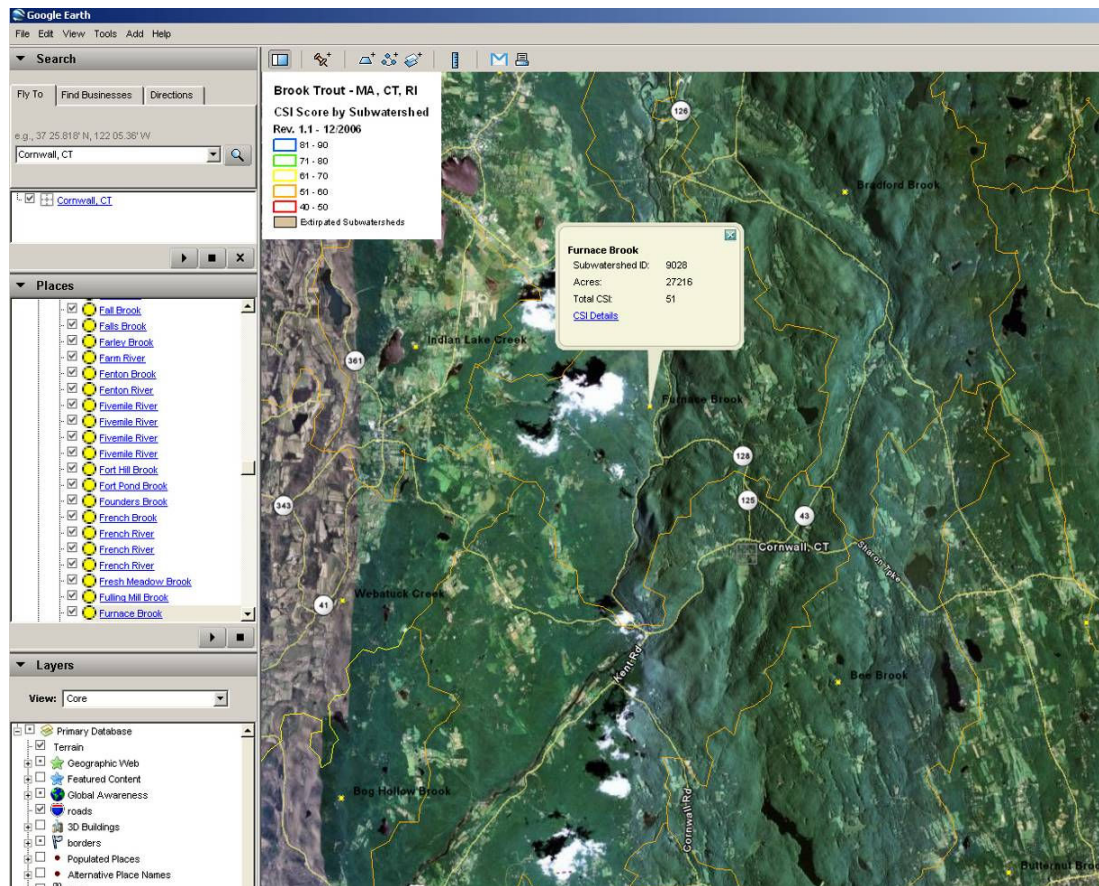 Google Earth
File Edit View Tools Add Help
Search
Fly To Find Businesses Directions
e.g., 37 25.818' N, 122 05.36' W
Cornwall, CT
Cornwall, CT
Places
Fall Brook
Falls Brook
Farley Brook
Farm River
Fenton Brook
Fenton River
Fivemile River
Fivemile River
Fivemile River
Fivemile River
Fort Hill Brook
Fort Pond Brook
Founders Brook
French Brook
French River
French River
French River
Fresh Meadow Brook
Fulling Mill Brook
Furnace Brook
Layers
View: Core
Primary Database
Terrain
Geographic Web
Featured Content
Global Awareness
roads
3D Buildings
borders
Populated Places
Alternative Place Names
Brook Trout - MA, CT, RI
CSI Score by Subwatershed
Rev. 1.1 - 12/2006
81 - 90
71 - 80
61 - 70
51 - 60
40 - 50
Extirpated Subwatersheds
126
Bradford Brook
Furnace Brook
Subwatershed ID: 9028
Acres: 27216
Total CSI: 51
CSI Details
Indian Lake Creek
361
Furnace Brook
128
125
343
43
Cornwall, CT
Sharon Tpke
41
Webatuck Creek
Kent Rd
Bee Brook
Bog Hollow Brook
Cornwall Rd
Butternut Broo